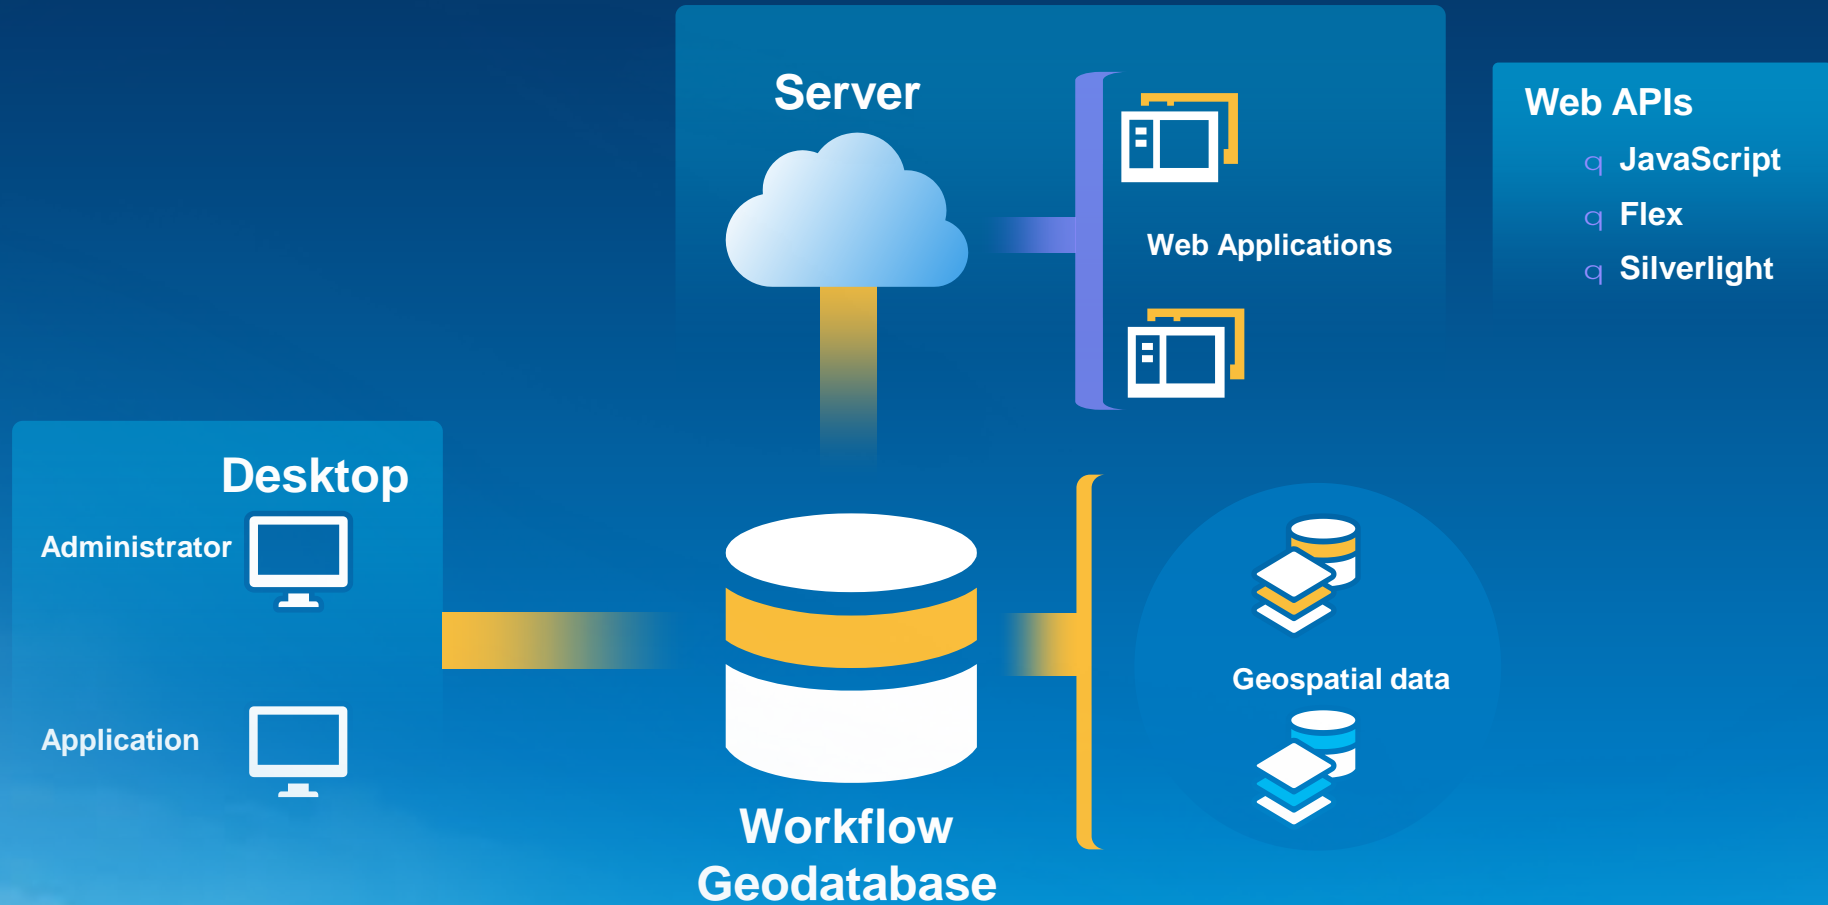 Server
Web Applications
Web APIs
q JavaScript
q Flex
q Silverlight
Desktop
Administrator
Application
Workflow
Geodatabase
Geospatial data